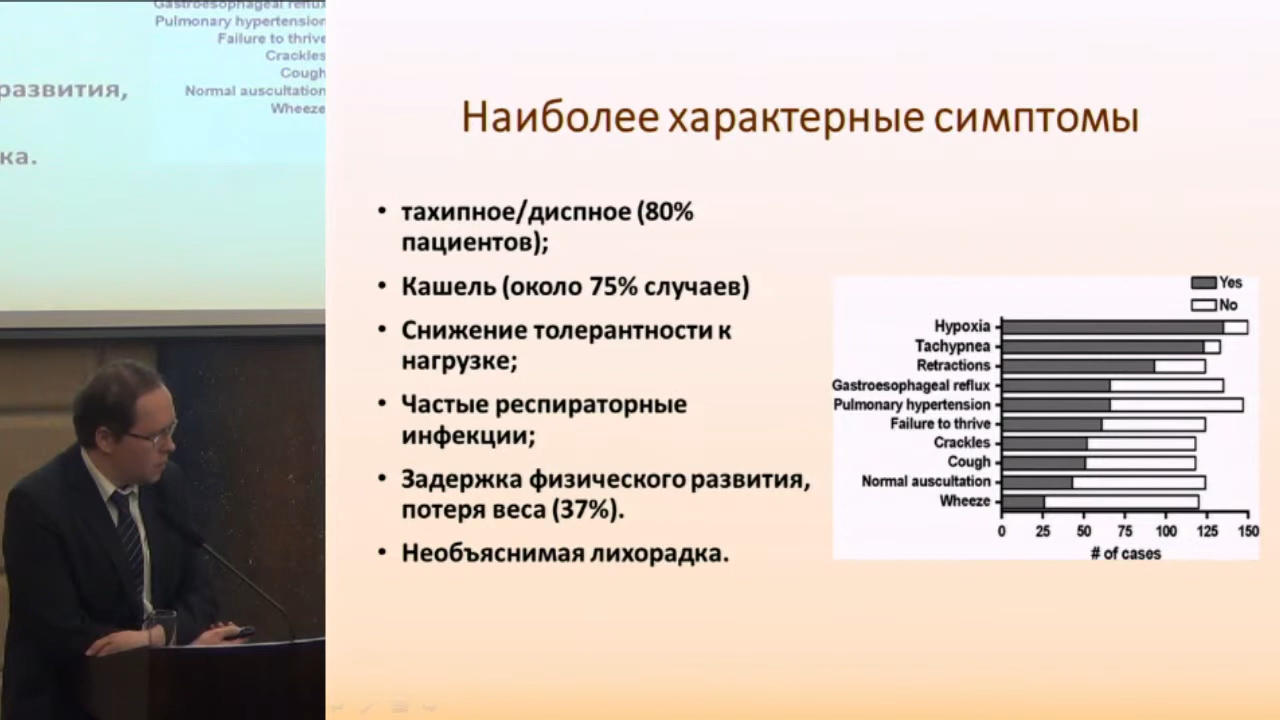 Gastroesophageal reflux
Pulmonary hypertension
Failure to thrive
Crackles
Cough
Normal auscultation
Wheeze
развития,
ка.
Наиболее характерные симптомы
• тахипное/диспное (80%
пациентов);
• Кашель (около 75% случаев)
• Снижение толерантности к
нагрузке;
• Частые респираторные
инфекции;
• Задержка физического развития,
потеря веса (37%).
• Необъяснимая лихорадка.
Yes
No
Hypoxia
Tachypnea
Retractions
Gastroesophageal reflux
Pulmonary hypertension
Failure to thrive
Crackles
Cough
Normal auscultation
Wheeze
0 25 50 75 100 125 150
# of cases